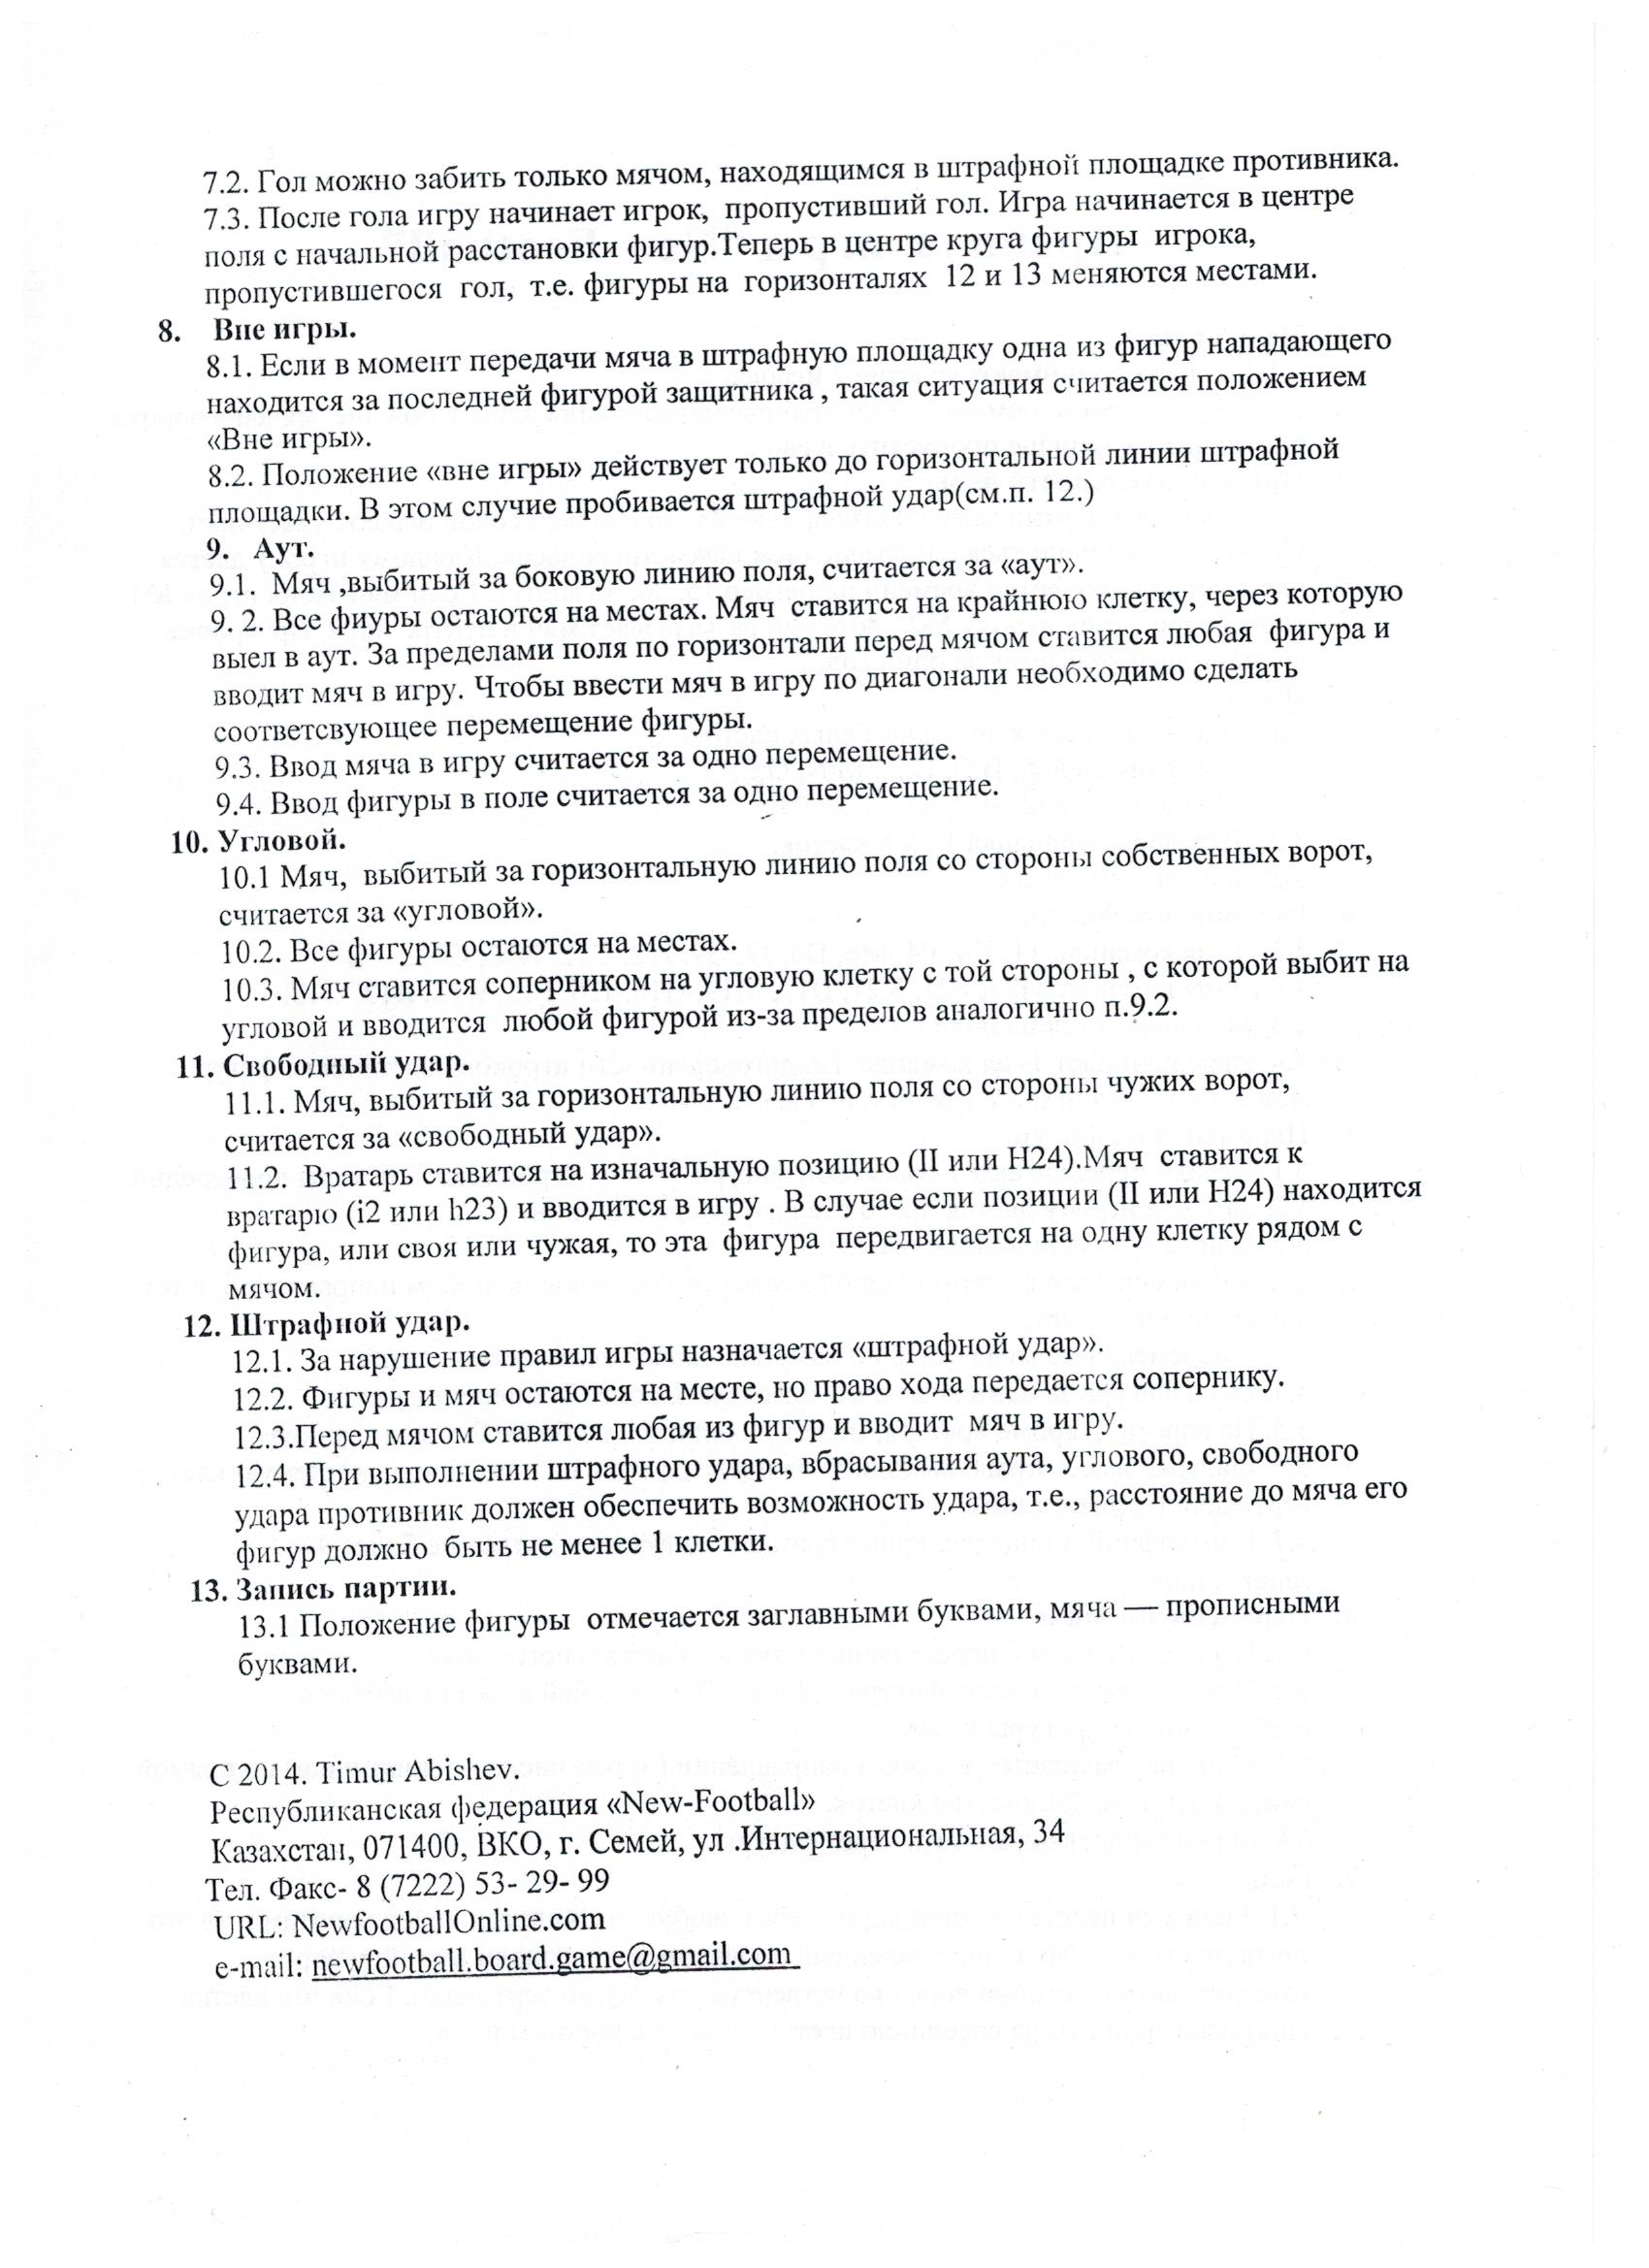 7.2. Гол можно забить только мячом, находящимся в штрафной площадке противника.
7.3. После гола игру начинает игрок, пропустивший гол. Игра начинается в центре
поля с начальной расстановки фигур.Теперь в центре круга фигуры игрока,
пропустившегося гол, т.е. фигуры на горизонталях 12 и 13 меняются местами.
8. Вне игры.
8.1. Если в момент передачи мяча в штрафную площадку одна из фигур нападающего
находится за последней фигурой защитника , такая ситуация считается положением
«Вне игры».
8.2. Положение «вне игры» действует только до горизонтальной линии штрафной
площадки. В этом случие пробивается штрафной удар(см.п. 12.)
9. Аут.
9.1. Мяч ,выбитый за боковую линию поля, считается за «аут».
9. 2. Все фиуры остаются на местах. Мяч ставится на крайнюю клетку, через которую
выел в аут. За пределами поля по горизонтали перед мячом ставится любая фигура и
вводит мяч в игру. Чтобы ввести мяч в игру по диагонали необходимо сделать
соответсвующее перемещение фигуры.
9.3. Ввод мяча в игру считается за одно перемещение.
9.4. Ввод фигуры в поле считается за одно перемещение.
10. Угловой.
10.1 Мяч, выбитый за горизонтальную линию поля со стороны собственных ворот,
считается за «угловой».
10.2. Все фигуры остаются на местах.
10.3. Мяч ставится соперником на угловую клетку с той стороны , с которой выбит на
угловой и вводится любой фигурой из-за пределов аналогично п.9.2.
11. Свободный удар.
11.1. Мяч, выбитый за горизонтальную линию поля со стороны чужих ворот,
считается за «свободный удар».
11.2. Вратарь ставится на изначальную позицию (II или H24).Мяч ставится к
вратарю (i2 или h23) и вводится в игру . В случае если позиции (II или H24) находится
фигура, или своя или чужая, то эта фигура передвигается на одну клетку рядом с
мячом.
12. Штрафной удар.
12.1. За нарушение правил игры назначается «штрафной удар».
12.2. Фигуры и мяч остаются на месте, но право хода передается сопернику.
12.3.Перед мячом ставится любая из фигур и вводит мяч в игру.
12.4. При выполнении штрафного удара, вбрасывания аута, углового, свободного
удара противник должен обеспечить возможность удара, т.е., расстояние до мяча его
фигур должно быть не менее 1 клетки.
13. Запись партии.
13.1 Положение фигуры отмечается заглавными буквами, мяча — прописными
буквами.
С 2014. Timur Abishev.
Республиканская федерация «New-Football»
Казахстан, 071400, ВКО, г. Семей, ул .Интернациональная, 34
Тел. Факс- 8 (7222) 53- 29- 99
URL: NewfootballOnline.com
e-mail: newfootball.board.game@gmail.com